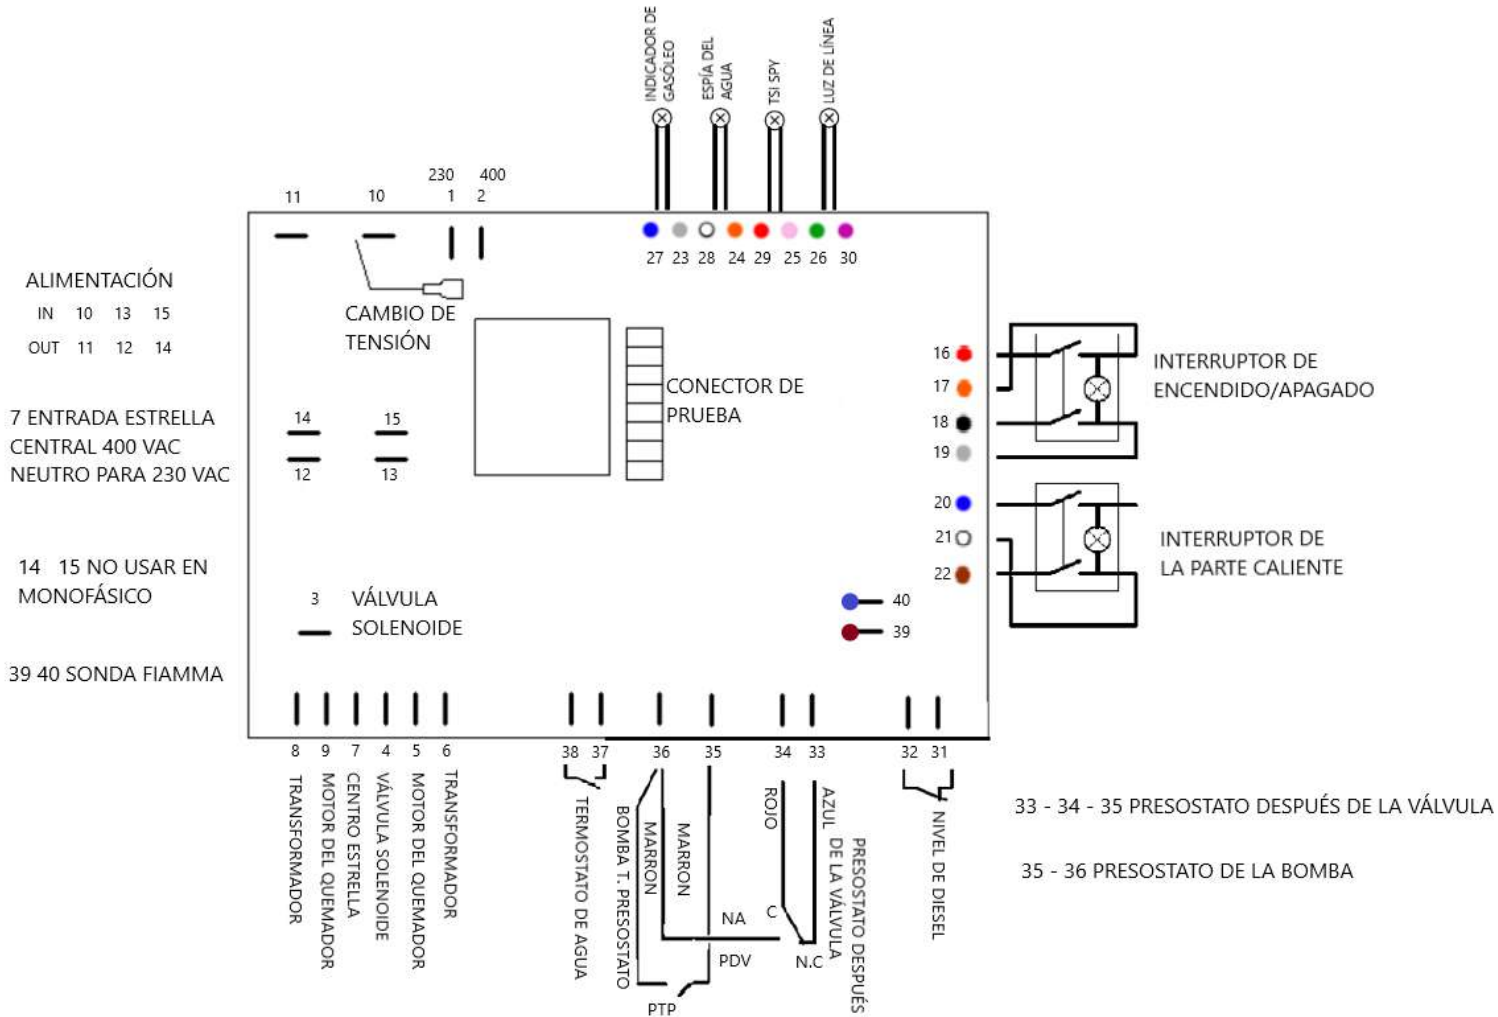 INDICADOR DE
GASÓLEO
ESPÍA DEL
AGUA
TSI SPY
LUZ DE LÍNEA
230 400
11 10 1 2
27 23 28 24 29 25 26 30
ALIMENTACIÓN
IN 10 13 15
OUT 11 12 14
CAMBIO DE
TENSIÓN
CONECTOR DE
PRUEBA
16
17
18
19
INTERRUPTOR DE
ENCENDIDO/APAGADO
7 ENTRADA ESTRELLA
CENTRAL 400 VAC
NEUTRO PARA 230 VAC
14 15
12 13
20
21
22
INTERRUPTOR DE
LA PARTE CALIENTE
14 15 NO USAR EN
MONOFÁSICO
3 VÁLVULA
SOLENOIDE
40
39
39 40 SONDA FIAMMA
8 9 7 4 5 6 38 37 36 35 34 33 32 31
TRANSFORMADOR
MOTOR DEL QUEMADOR
CENTRO ESTRELLA
VÁLVULA SOLENOIDE
MOTOR DEL QUEMADOR
TRANSFORMADOR
TERMOSTATO DE AGUA
BOMBA T. PRESOSTATO
MARRON
MARRON
ROJO
AZUL
PRESOSTATO DESPUÉS
DE LA VÁLVULA
NIVEL DE DIESEL
C
NA
PDV
N.C
PTP
33 - 34 - 35 PRESOSTATO DESPUÉS DE LA VÁLVULA
35 - 36 PRESOSTATO DE LA BOMBA